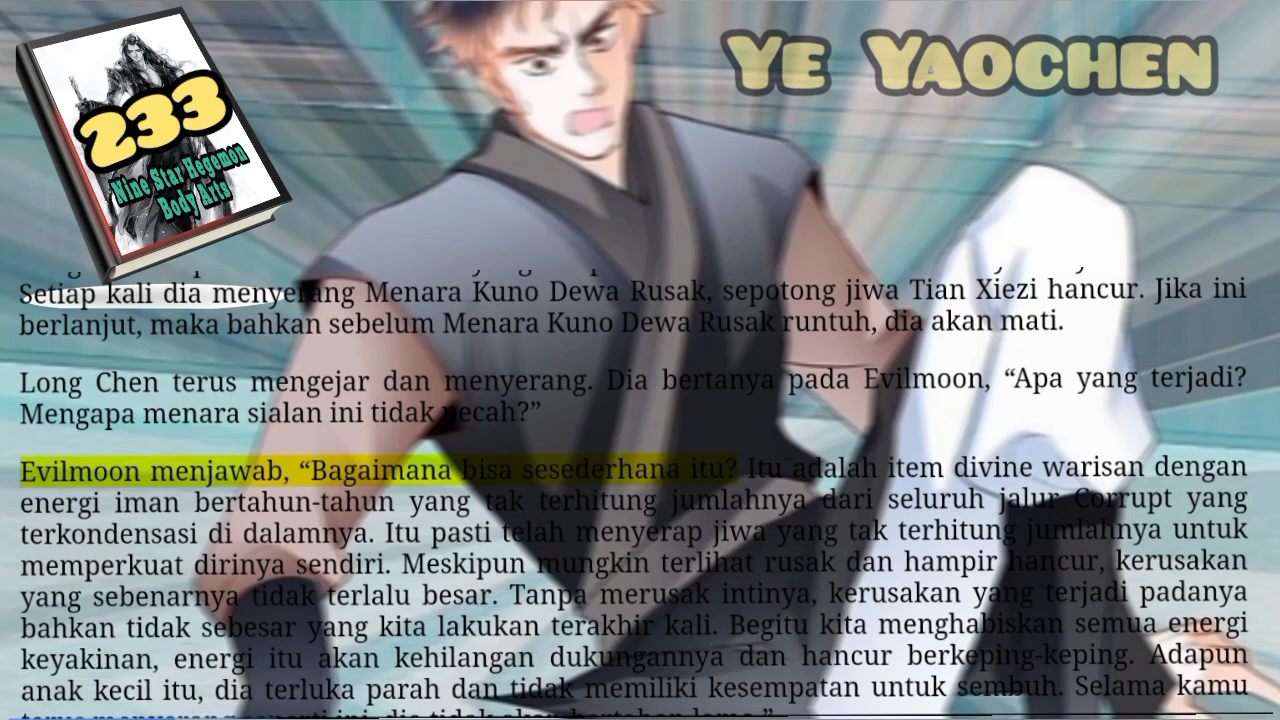 YE YAOCHEN
233
Nine Star Hegemon
Body Arts
Setiap kali dia menyerang Menara Kuno Dewa Rusak, sepotong jiwa Tian Xiezi hancur. Jika ini
berlanjut, maka bahkan sebelum Menara Kuno Dewa Rusak runtuh, dia akan mati.
Long Chen terus mengejar dan menyerang. Dia bertanya pada Evilmoon, “Apa yang terjadi?
Mengapa menara sialan ini tidak pecah?”
Evilmoon menjawab, “Bagaimana bisa sesederhana itu? Itu adalah item divine warisan dengan
energi iman bertahun-tahun yang tak terhitung jumlahnya dari seluruh jalur Corrupt yang
terkondensasi di dalamnya. Itu pasti telah menyerap jiwa yang tak terhitung jumlahnya untuk
memperkuat dirinya sendiri. Meskipun mungkin terlihat rusak dan hampir hancur, kerusakan
yang sebenarnya tidak terlalu besar. Tanpa merusak intinya, kerusakan yang terjadi padanya
bahkan tidak sebesar yang kita lakukan terakhir kali. Begitu kita menghabiskan semua energi
keyakinan, energi itu akan kehilangan dukungannya dan hancur berkeping-keping. Adapun
anak kecil itu, dia terluka parah dan tidak memiliki kesempatan untuk sembuh. Selama kamu